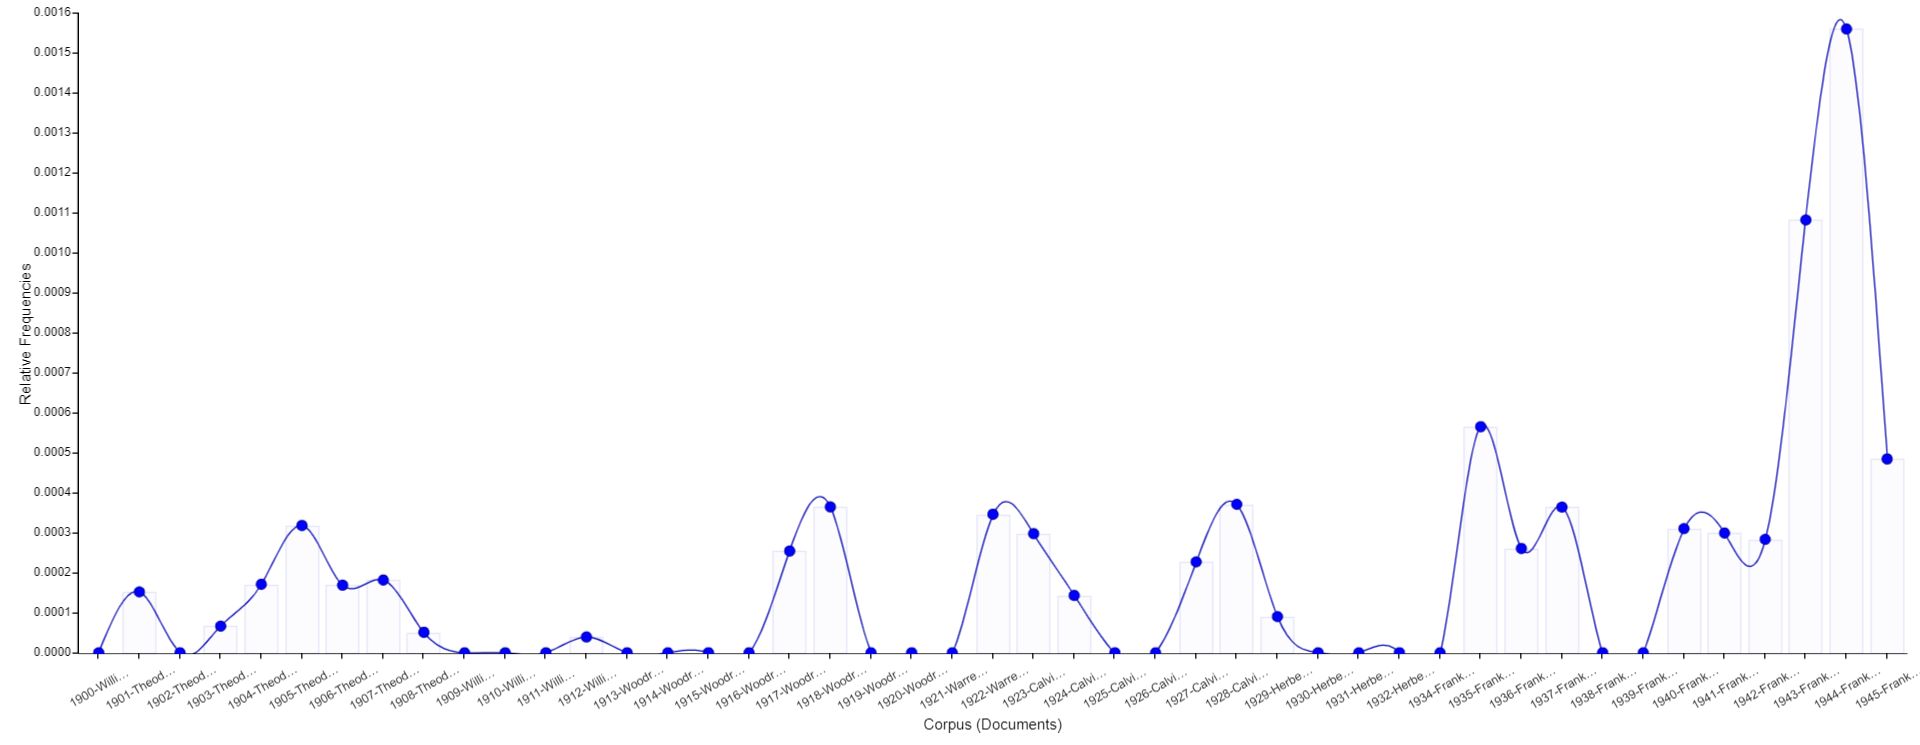 0.0016
0.0015
0.0014
0.0013
0.0012
0.0011
0.0010
0.0009
0.0008
0.0007
0.0006
0.0005
0.0004
0.0003
0.0002
0.0001
0.0000
Relative Frequencies
1900-Willi...
1901-Theod...
1902-Theod...
1903-Theod...
1904-Theod...
1905-Theod...
1906-Theod...
1907-Theod...
1908-Theod...
1909-Willi...
1910-Willi...
1911-Willi...
1912-Willi...
1913-Woodr...
1914-Woodr...
1915-Woodr...
1916-Woodr...
1917-Woodr...
1918-Woodr...
1919-Woodr...
1920-Woodr...
1921-Warre...
1922-Warre...
1923-Calvi...
1924-Calvi...
1925-Calvi...
1926-Calvi...
1927-Calvi...
1928-Calvi...
1929-Herbe...
1930-Herbe...
1931-Herbe...
1932-Herbe...
1934-Frank...
1935-Frank...
1936-Frank...
1937-Frank...
1938-Frank...
1939-Frank...
1940-Frank...
1941-Frank...
1942-Frank...
1943-Frank...
1944-Frank...
1945-Frank...
Corpus (Documents)